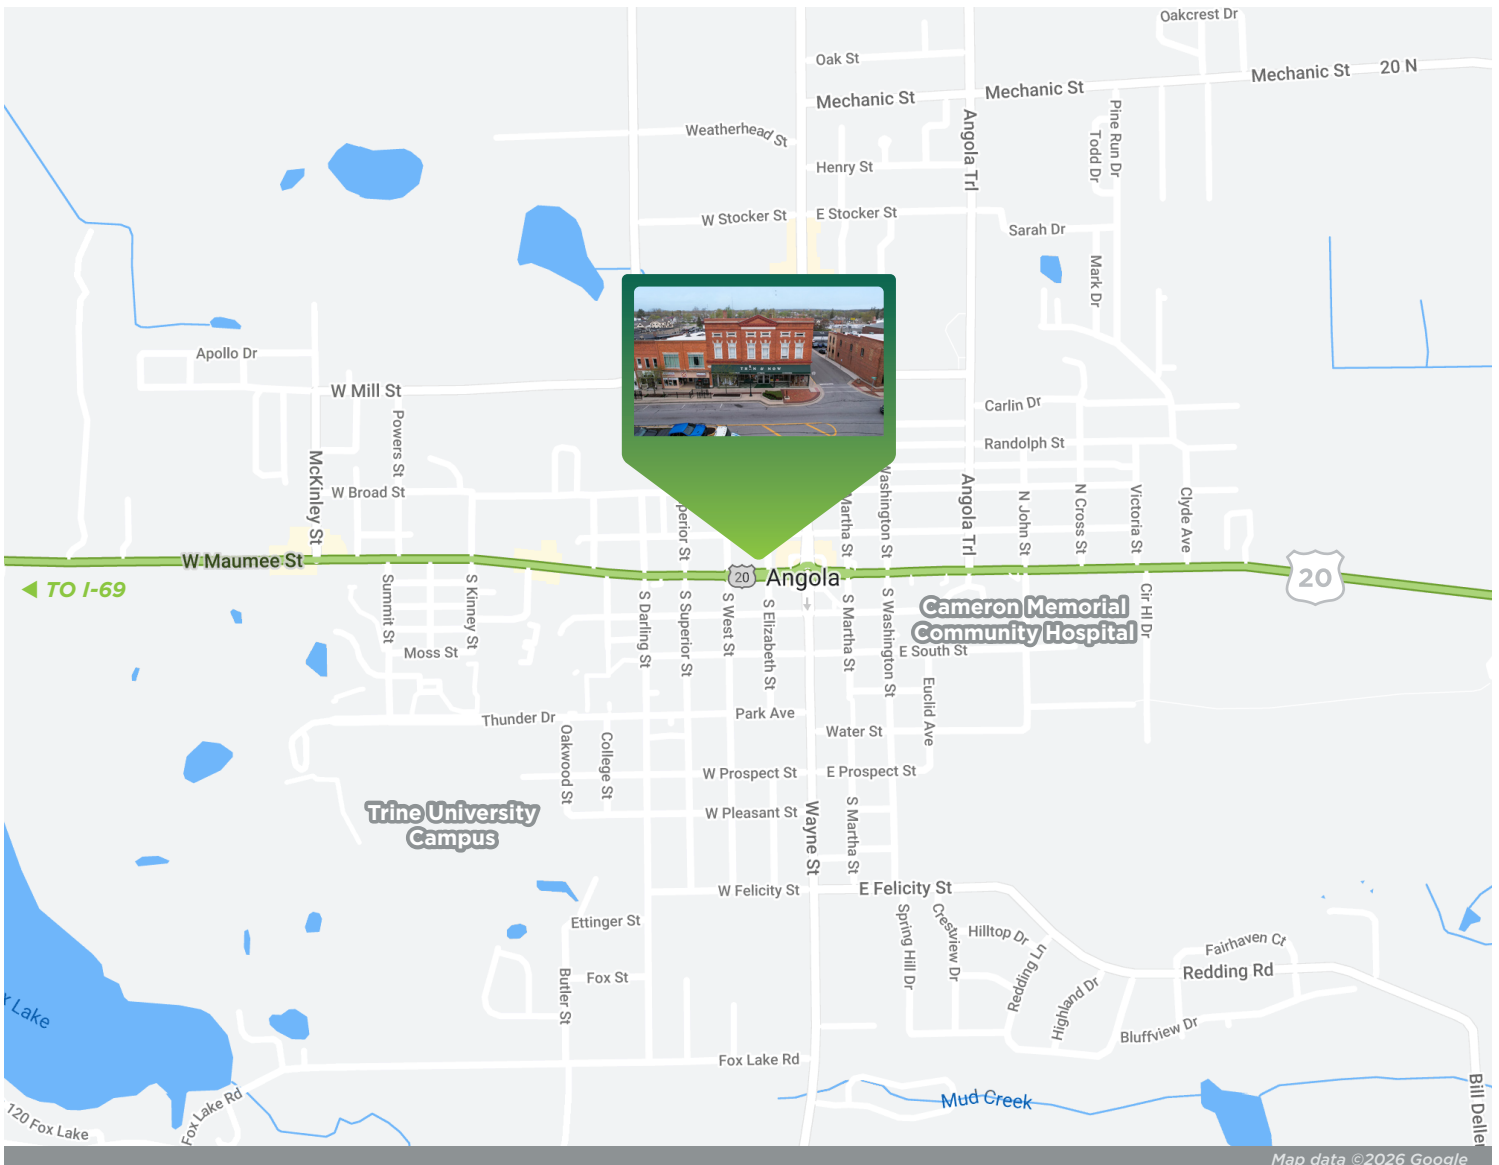 Oakcrest Dr
Oak St
Mechanic St
Mechanic St
Mechanic St
20 N
Weatherhead St
Angola Trl
Pine Run Dr
Todd Dr
Henry St
W Stocker St
E Stocker St
Sarah Dr
Mark Dr
Apollo Dr
W Mill St
Carlin Dr
Powers St
Randolph St
McKinley St
W Broad St
perior St
Martha St
Washington St
Angola Trl
N John St
N Cross St
Victoria St
Clyde Ave
W Maumee St
20
Angola
20
TO I-69
Summit St
S Kinney St
S Darling St
S Superior St
S West St
S Elizabeth St
S Martha St
S Washington St
Cameron Memorial
Community Hospital
Cir Hl Dr
Moss St
E South St
Euclid Ave
Thunder Dr
Park Ave
Water St
Oakwood St
College St
W Prospect St
E Prospect St
Trine University
Campus
W Pleasant St
Wayne St
S Martha St
W Felicity St
E Felicity St
Ettinger St
Spring Hill Dr
Crestview Dr
Hilltop Dr
Redding Ln
Fairhaven Ct
Redding Rd
Butler St
Fox St
Highland Dr
Bluffview Dr
x Lake
Fox Lake Rd
Fox Lake Rd
120 Fox Lake
Mud Creek
Bill Deller
Map data ©2026 Google